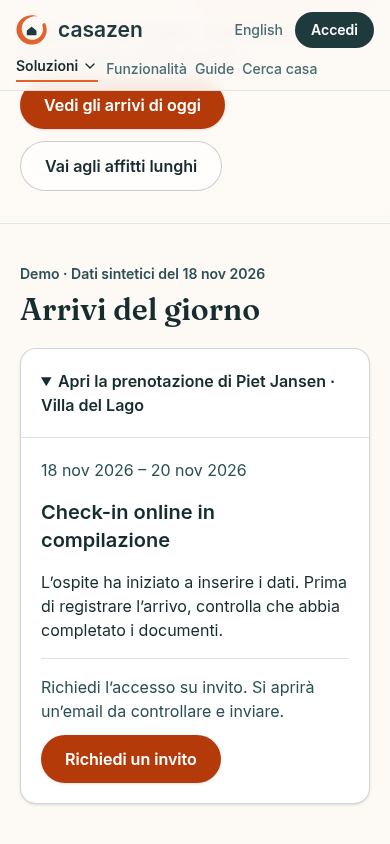 casazen
English
Accedi
Soluzioni
Funzionalità
Guide
Cerca casa
Vedi gli arrivi di oggi
Vai agli affitti lunghi
Demo · Dati sintetici del 18 nov 2026
Arrivi del giorno
▼ Apri la prenotazione di Piet Jansen ·
Villa del Lago
18 nov 2026 – 20 nov 2026
Check-in online in
compilazione
L’ospite ha iniziato a inserire i dati. Prima
di registrare l’arrivo, controlla che abbia
completato i documenti.
Richiedi l’accesso su invito. Si aprirà
un’email da controllare e inviare.
Richiedi un invito